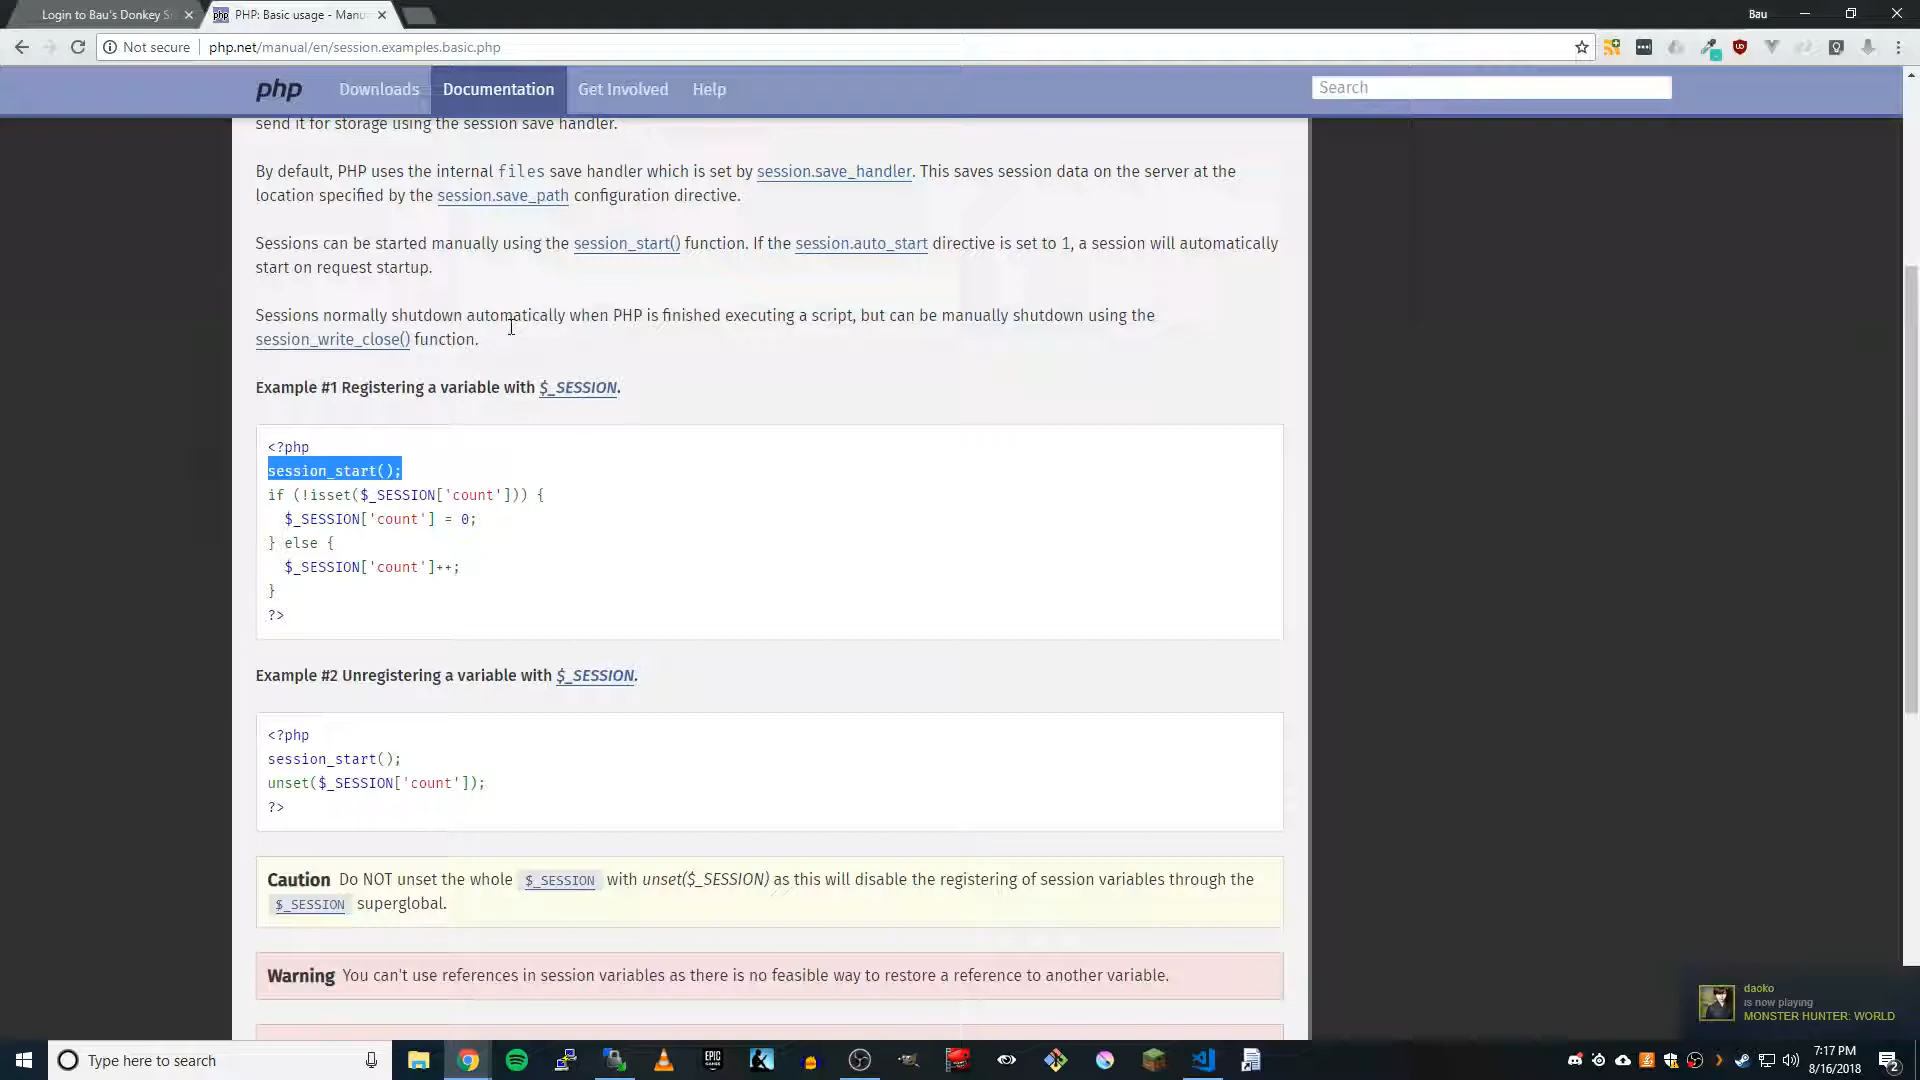 Login to Bau's Donkey S
PHP: Basic usage - Manu
Bau
Not secure
php.net/manual/en/session.examples.basic.php
php
Downloads
Documentation
Get Involved
Help
Search
send it for storage using the session save handler.
By default, PHP uses the internal files save handler which is set by session.save_handler. This saves session data on the server at the
location specified by the session.save_path configuration directive.
Sessions can be started manually using the session_start() function. If the session.auto_start directive is set to 1, a session will automatically
start on request startup.
Sessions normally shutdown automatically when PHP is finished executing a script, but can be manually shutdown using the
session_write_close() function.
Example #1 Registering a variable with $_SESSION.
<?php
session_start();
if (!isset($_SESSION['count'])) {
$_SESSION['count'] = 0;
} else {
$_SESSION['count']++;
}
?>
Example #2 Unregistering a variable with $_SESSION.
<?php
session_start();
unset($_SESSION['count']);
?>
Caution Do NOT unset the whole $_SESSION with unset($_SESSION) as this will disable the registering of session variables through the
$_SESSION superglobal.
Warning You can't use references in session variables as there is no feasible way to restore a reference to another variable.
daoko
is now playing
MONSTER HUNTER: WORLD
Type here to search
EPIC
GAMES
7:17 PM
8/16/2018
2